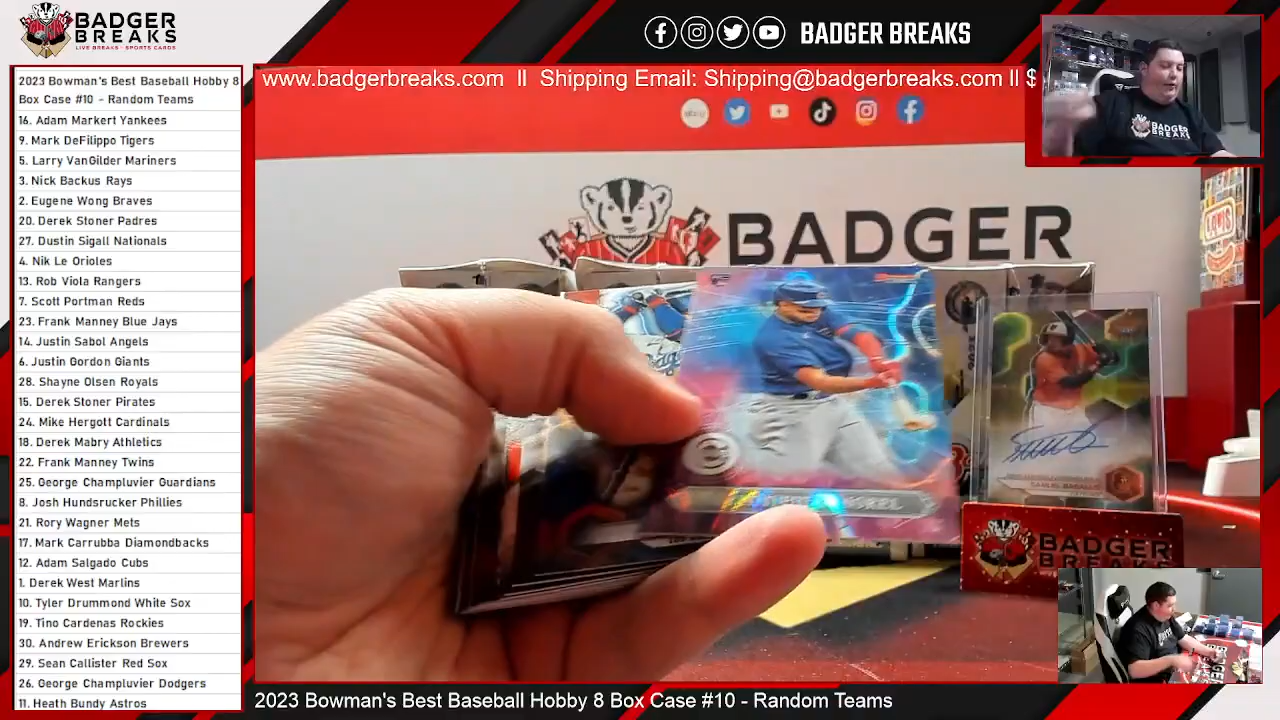 BADGER
BREAKS
LIVE BREAKS - SPORTS CARDS
BADGER BREAKS
www.badgerbreaks.com ll Shipping Email: Shipping@badgerbreaks.com ll $
2023 Bowman's Best Baseball Hobby 8
Box Case #10 - Random Teams
16. Adam Markert Yankees
9. Mark DeFilippo Tigers
5. Larry VanGilder Mariners
3. Nick Backus Rays
2. Eugene Wong Braves
20. Derek Stoner Padres
27. Dustin Sigall Nationals
4. Nik Le Orioles
13. Rob Viola Rangers
7. Scott Portman Reds
23. Frank Manney Blue Jays
14. Justin Sabol Angels
6. Justin Gordon Giants
28. Shayne Olsen Royals
15. Derek Stoner Pirates
24. Mike Hergott Cardinals
18. Derek Mabry Athletics
22. Frank Manney Twins
25. George Champluvier Guardians
8. Josh Hundsrucker Phillies
21. Rory Wagner Mets
17. Mark Carrubba Diamondbacks
12. Adam Salgado Cubs
1. Derek West Marlins
10. Tyler Drummond White Sox
19. Tino Cardenas Rockies
30. Andrew Erickson Brewers
29. Sean Callister Red Sox
26. George Champluvier Dodgers
11. Heath Bundy Astros
BADGER
BADGER
BREAKS
SAMUEL BASALLO
BADGER
BREAKS
2023 Bowman's Best Baseball Hobby 8 Box Case #10 - Random Teams